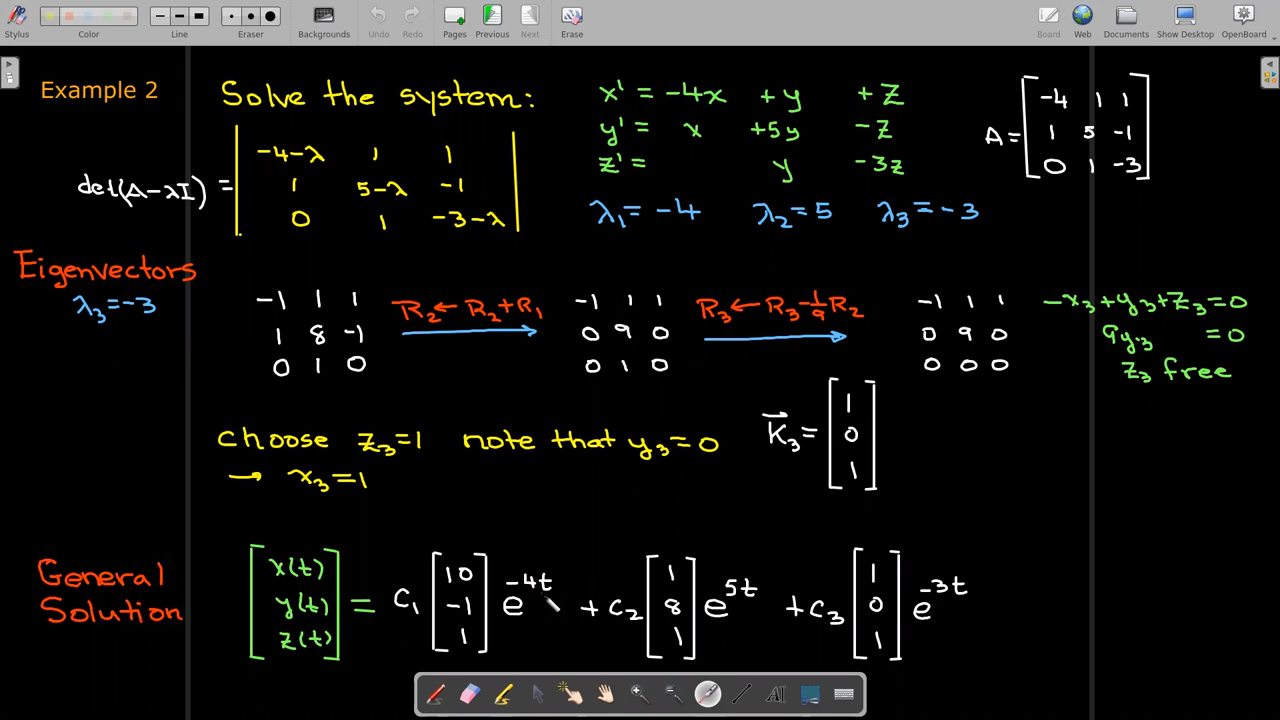 Stylus Color Line Eraser Backgrounds Undo Redo Pages Previous Next Erase Board Web Documents Show Desktop OpenBoard
Example 2
Solve the system:
x' = -4x +y +z
y' = x +5y -z
z' = y -3z
A = [ -4 1 1
1 5 -1
0 1 -3 ]
det(A-λI) = | -4-λ 1 1
1 5-λ -1
0 1 -3-λ |
λ₁ = -4 λ₂ = 5 λ₃ = -3
Eigenvectors
λ₃ = -3
-1 1 1
1 8 -1
0 1 0
R₂ ← R₂ + R₁
-1 1 1
0 9 0
0 1 0
R₃ ← R₃ - 1/9 R₂
-1 1 1
0 9 0
0 0 0
-x₃ + y₃ + z₃ = 0
9y₃ = 0
z₃ free
choose z₃ = 1 note that y₃ = 0
→ x₃ = 1
K⃗₃ = [ 1
0
1 ]
General
Solution
[ x(t)
y(t)
z(t) ] = c₁ [ 10
-1
1 ] e^-4t + c₂ [ 1
8
1 ] e^5t + c₃ [ 1
0
1 ] e^-3t
AI